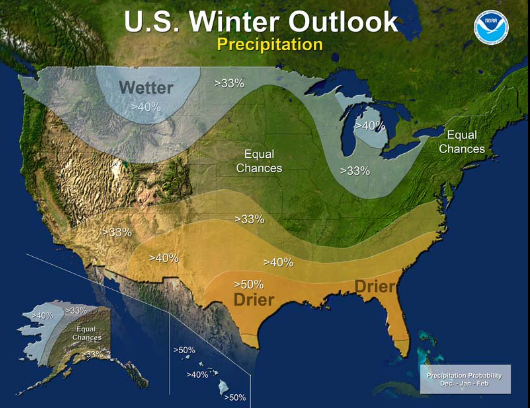 U.S. Winter Outlook
Precipitation
NOAA
Wetter
>33%
>40%
>40%
Equal
Chances
Equal
Chances
>33%
>33%
>33%
>40%
>40%
>50%
Drier
Drier
>40%
>33%
Equal
Chances
>33%
>50%
>40%
>50%
Precipitation Probability
Dec - Jan - Feb